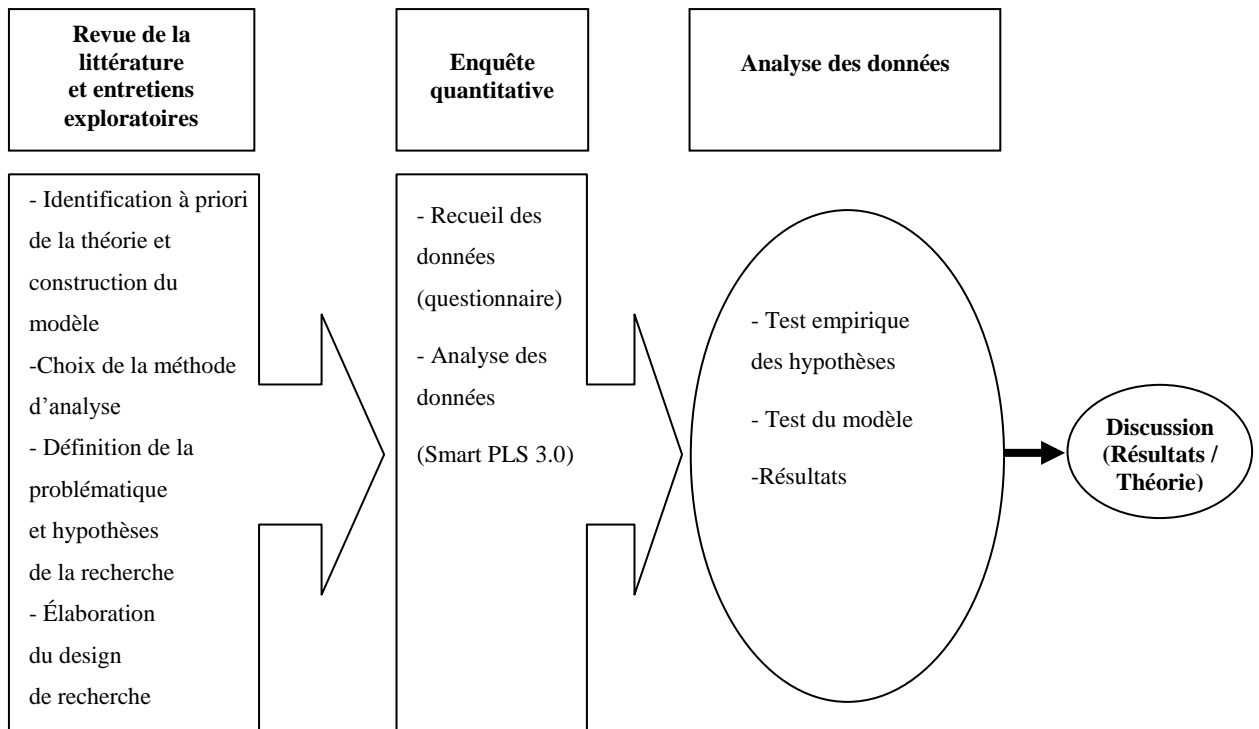 Revue de la
littérature
et entretiens
exploratoires
Enquête
quantitative
Analyse des données
- Identification à priori
de la théorie et
construction du
modèle
-Choix de la méthode
d’analyse
- Définition de la
problématique
et hypothèses
de la recherche
- Élaboration
du design
de recherche
- Recueil des
données
(questionnaire)
- Analyse des
données
(Smart PLS 3.0)
- Test empirique
des hypothèses
- Test du modèle
-Résultats
Discussion
(Résultats /
Théorie)